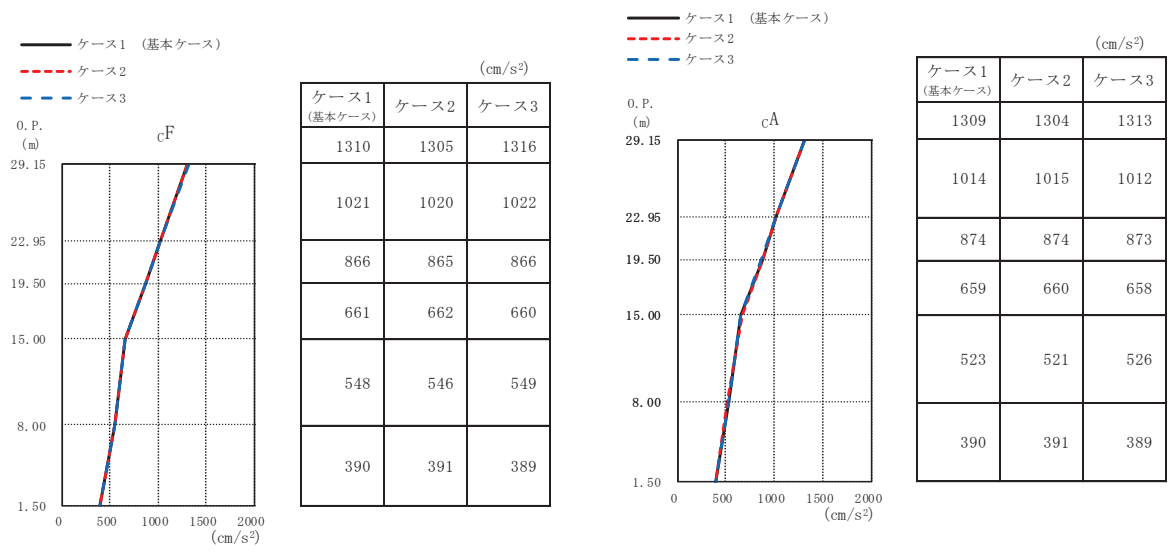 ケース1 (基本ケース)
ケース2
ケース3
O.P.
(m)
cF
29.15
22.95
19.50
15.00
8.00
1.50
0 500 1000 1500 2000
(cm/s²)
(cm/s²)
ケース1 ケース2 ケース3
(基本ケース)
1310 1305 1316
1021 1020 1022
866 865 866
661 662 660
548 546 549
390 391 389
ケース1 (基本ケース)
ケース2
ケース3
O.P.
(m)
cA
29.15
22.95
19.50
15.00
8.00
1.50
0 500 1000 1500 2000
(cm/s²)
(cm/s²)
ケース1 ケース2 ケース3
(基本ケース)
1309 1304 1313
1014 1015 1012
874 874 873
659 660 658
523 521 526
390 391 389